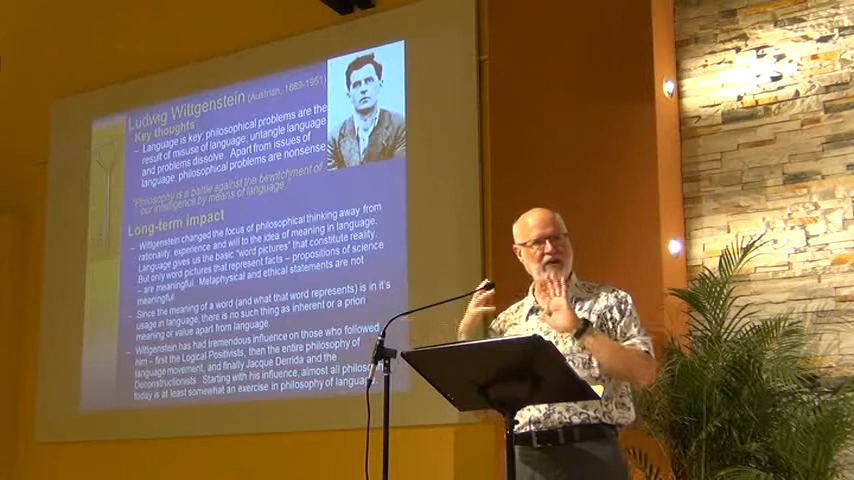 Ludwig Wittgenstein (Austrian, 1889-1951)
Key thoughts
– Language is key; philosophical problems are the
result of misuse of language; untangle language
and problems dissolve. Apart from issues of
language, philosophical problems are nonsense
"Philosophy is a battle against the bewitchment of
our intelligence by means of language"
Long-term impact
– Wittgenstein changed the focus of philosophical thinking away from
rationality, experience and will to the idea of meaning in language.
Language gives us the basic "word pictures" that constitute reality.
But only word pictures that represent facts – propositions of science
– are meaningful. Metaphysical and ethical statements are not
meaningful.
– Since the meaning of a word (and what that word represents) is in it's
usage in language, there is no such thing as inherent or a priori
meaning or value apart from language.
– Wittgenstein has had tremendous influence on those who followed
him – first the Logical Positivists, then the entire philosophy of
language movement, and finally Jacque Derrida and the
Deconstructionists. Starting with his influence, almost all philosoph
today is at least somewhat an exercise in philosophy of language.